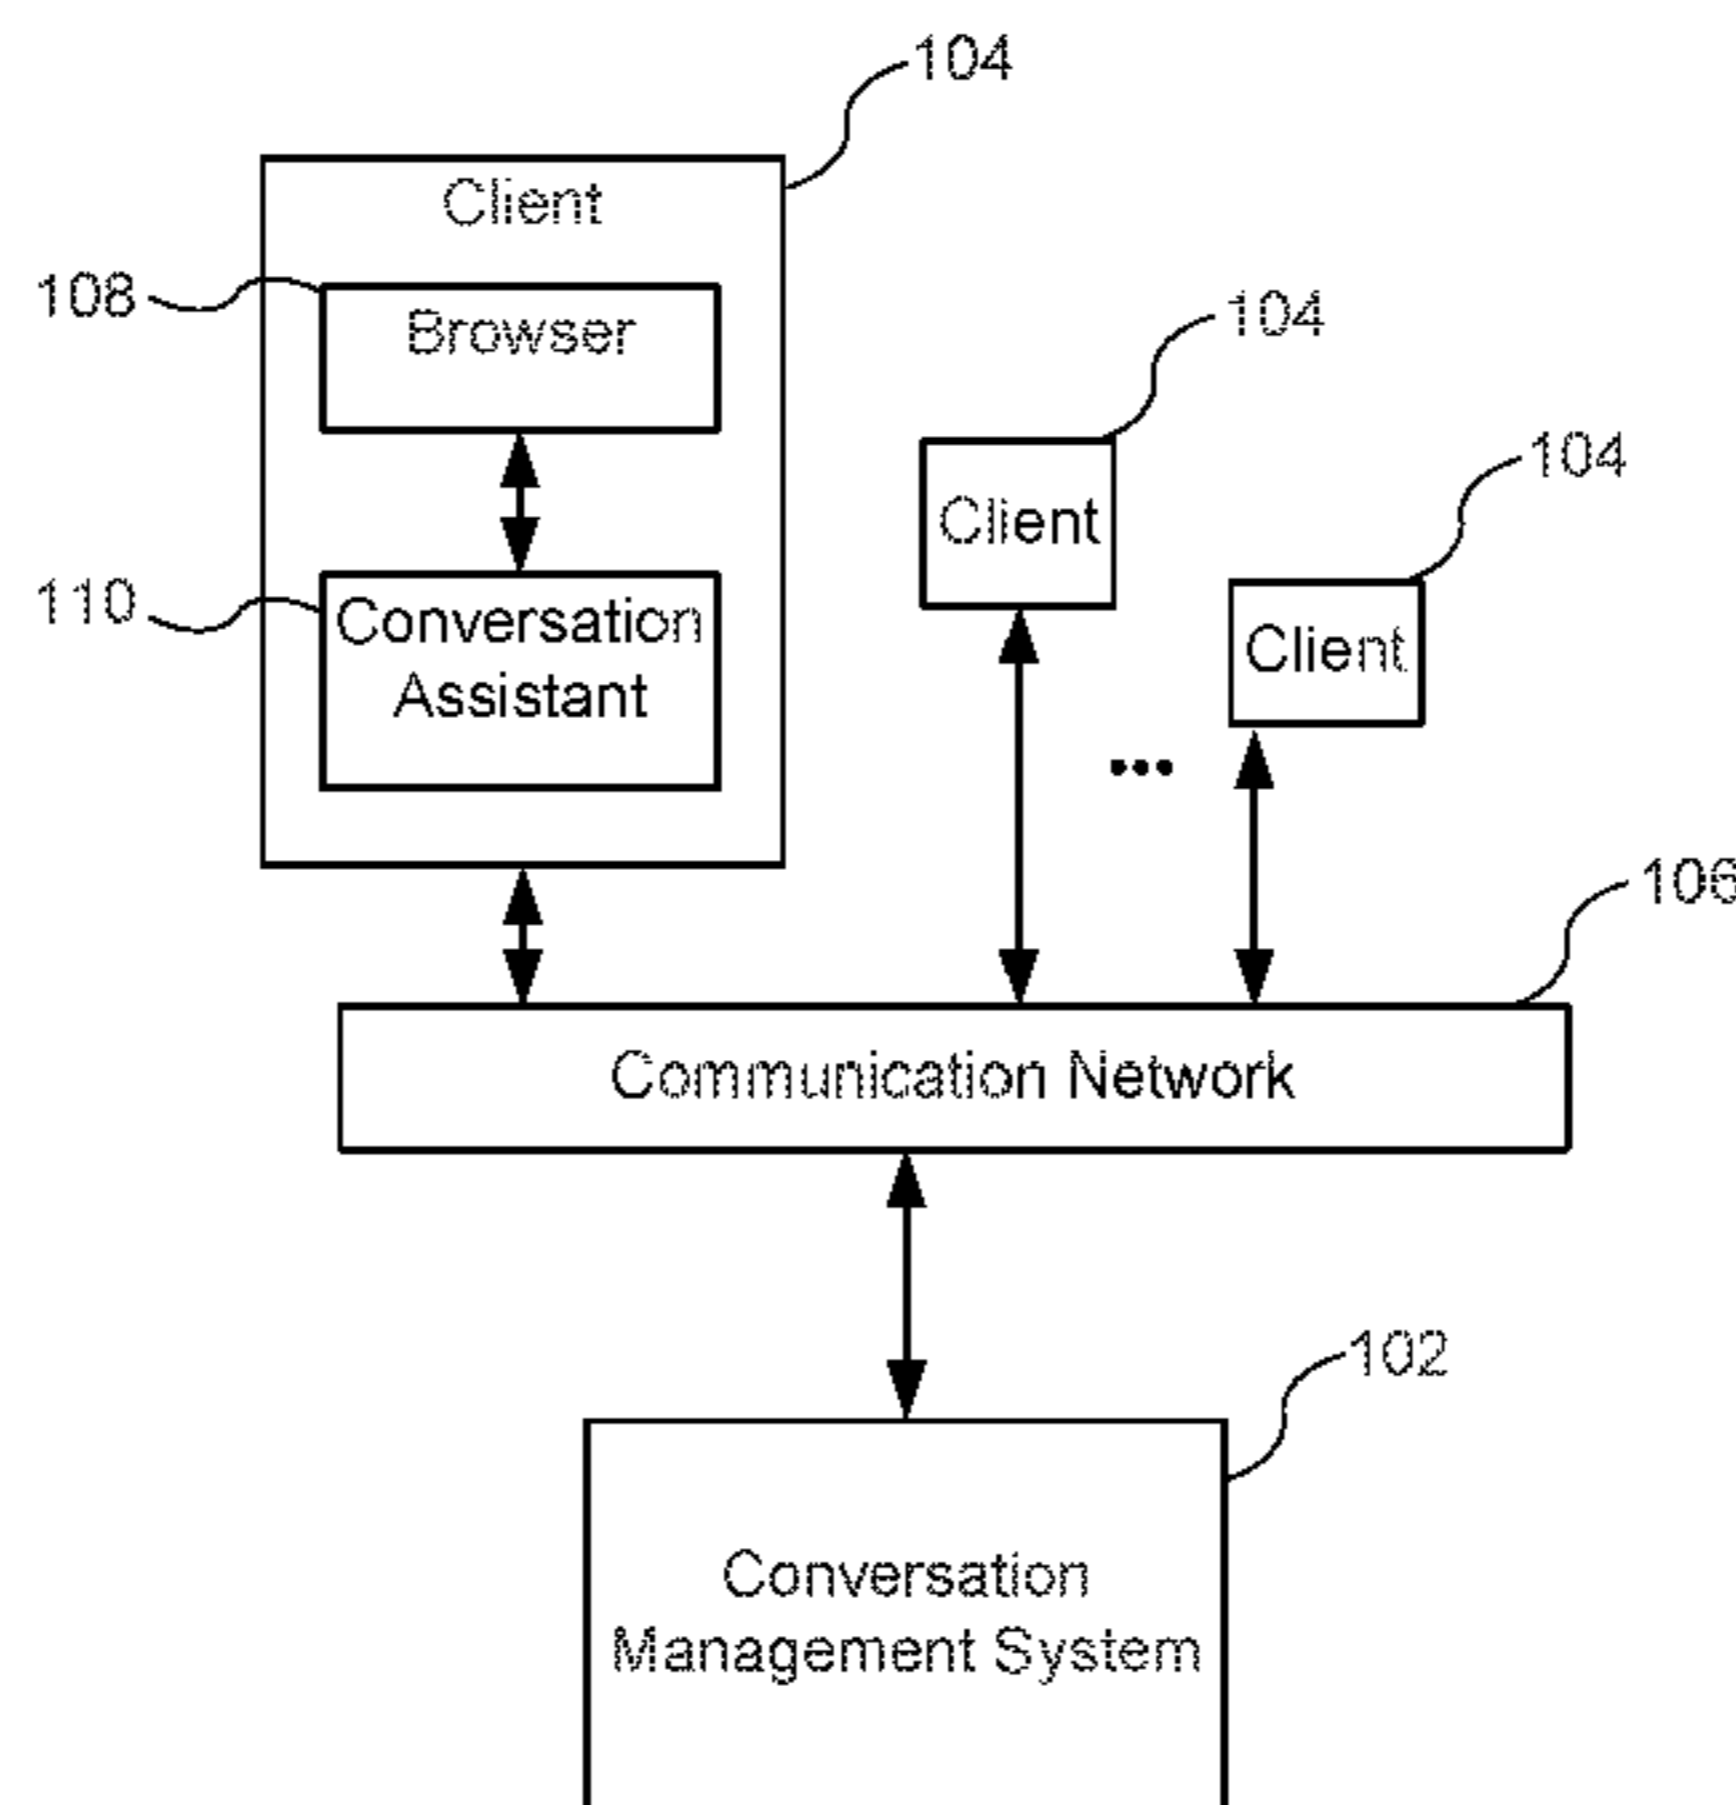 104
Client
108
Browser
104
104
Client
110
Conversation
Assistant
Client
106
Communication Network
102
Conversation
Management System